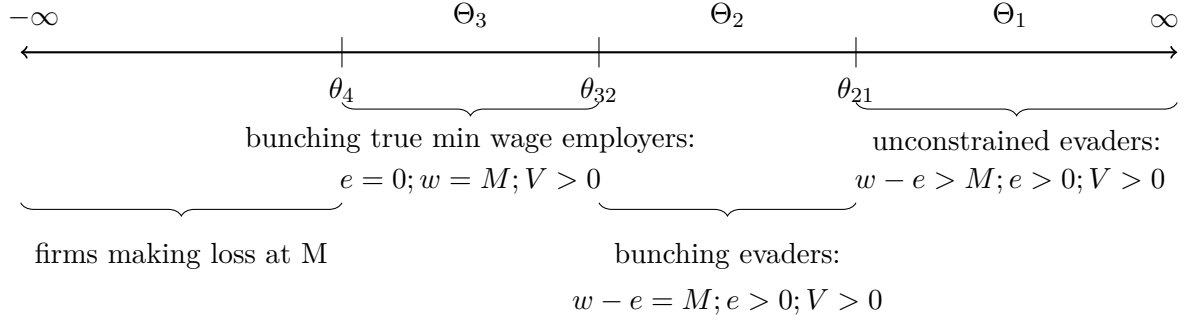 −∞ Θ₃ Θ₂ Θ₁ ∞
θ₄ θ₃₂ θ₂₁
bunching true min wage employers:
e = 0; w = M; V > 0
unconstrained evaders:
w − e > M; e > 0; V > 0
firms making loss at M
bunching evaders:
w − e = M; e > 0; V > 0